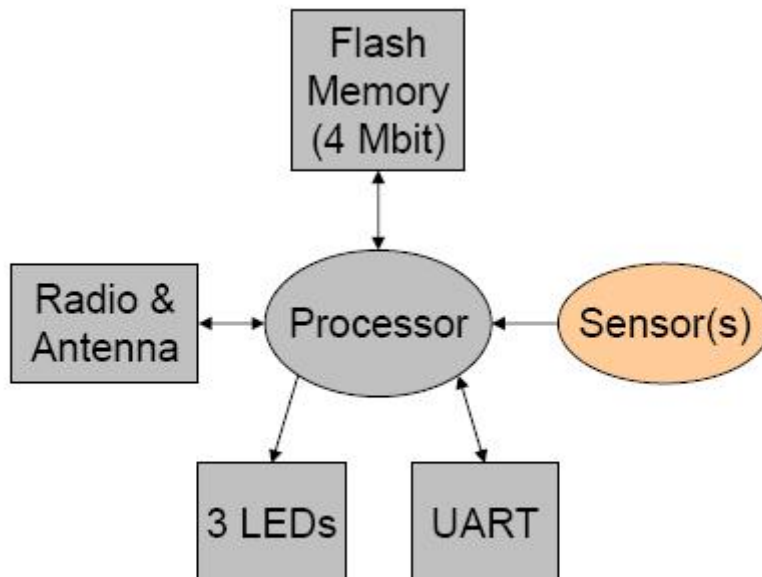 Flash
Memory
(4 Mbit)
Radio &
Antenna
Processor
Sensor(s)
3 LEDs
UART